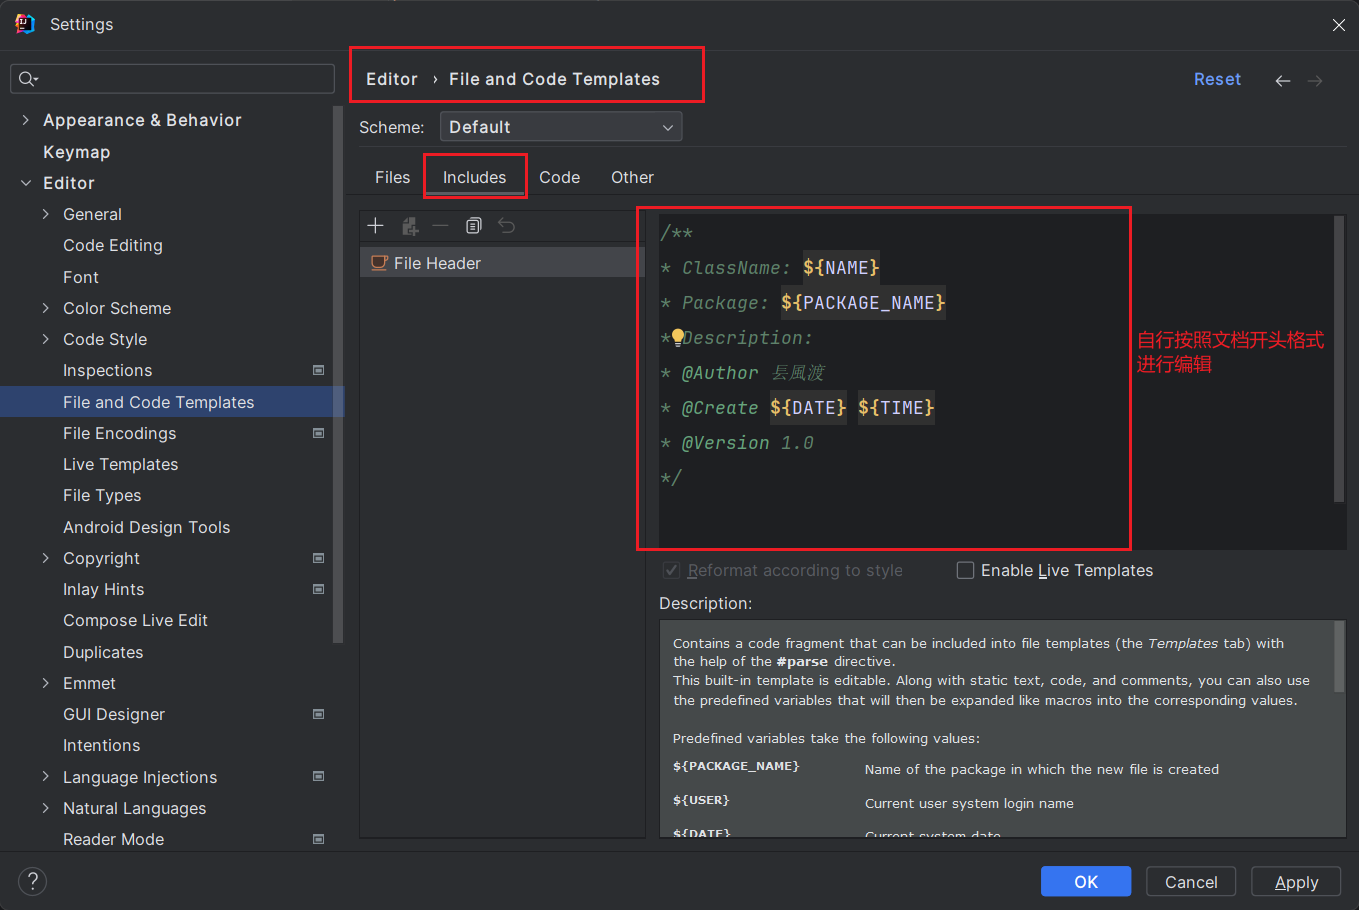 Settings
Editor › File and Code Templates
Reset
Scheme: Default
Files Includes Code Other
Appearance & Behavior
Keymap
Editor
General
Code Editing
Font
Color Scheme
Code Style
Inspections
File and Code Templates
File Encodings
Live Templates
File Types
Android Design Tools
Copyright
Inlay Hints
Compose Live Edit
Duplicates
Emmet
GUI Designer
Intentions
Language Injections
Natural Languages
Reader Mode
File Header
/**
* ClassName: ${NAME}
* Package: ${PACKAGE_NAME}
* Description:
* @Author 長風渡
* @Create ${DATE} ${TIME}
* @Version 1.0
*/
自行按照文档开头格式
进行编辑
Reformat according to style
Enable Live Templates
Description:
Contains a code fragment that can be included into file templates (the Templates tab) with
the help of the #parse directive.
This built-in template is editable. Along with static text, code, and comments, you can also use
the predefined variables that will then be expanded like macros into the corresponding values.
Predefined variables take the following values:
${PACKAGE_NAME} Name of the package in which the new file is created
${USER} Current user system login name
${DATE} Current system date
?
OK
Cancel
Apply